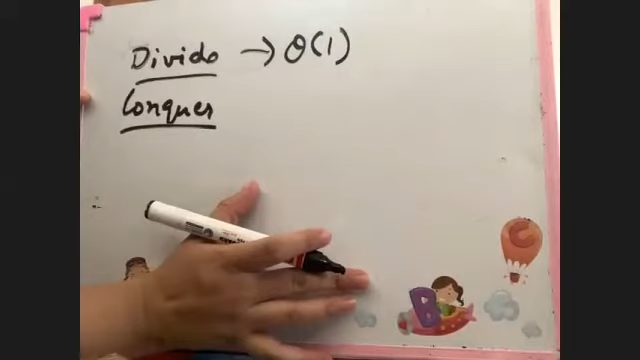 Divide → θ(1)
Conquer
B
C